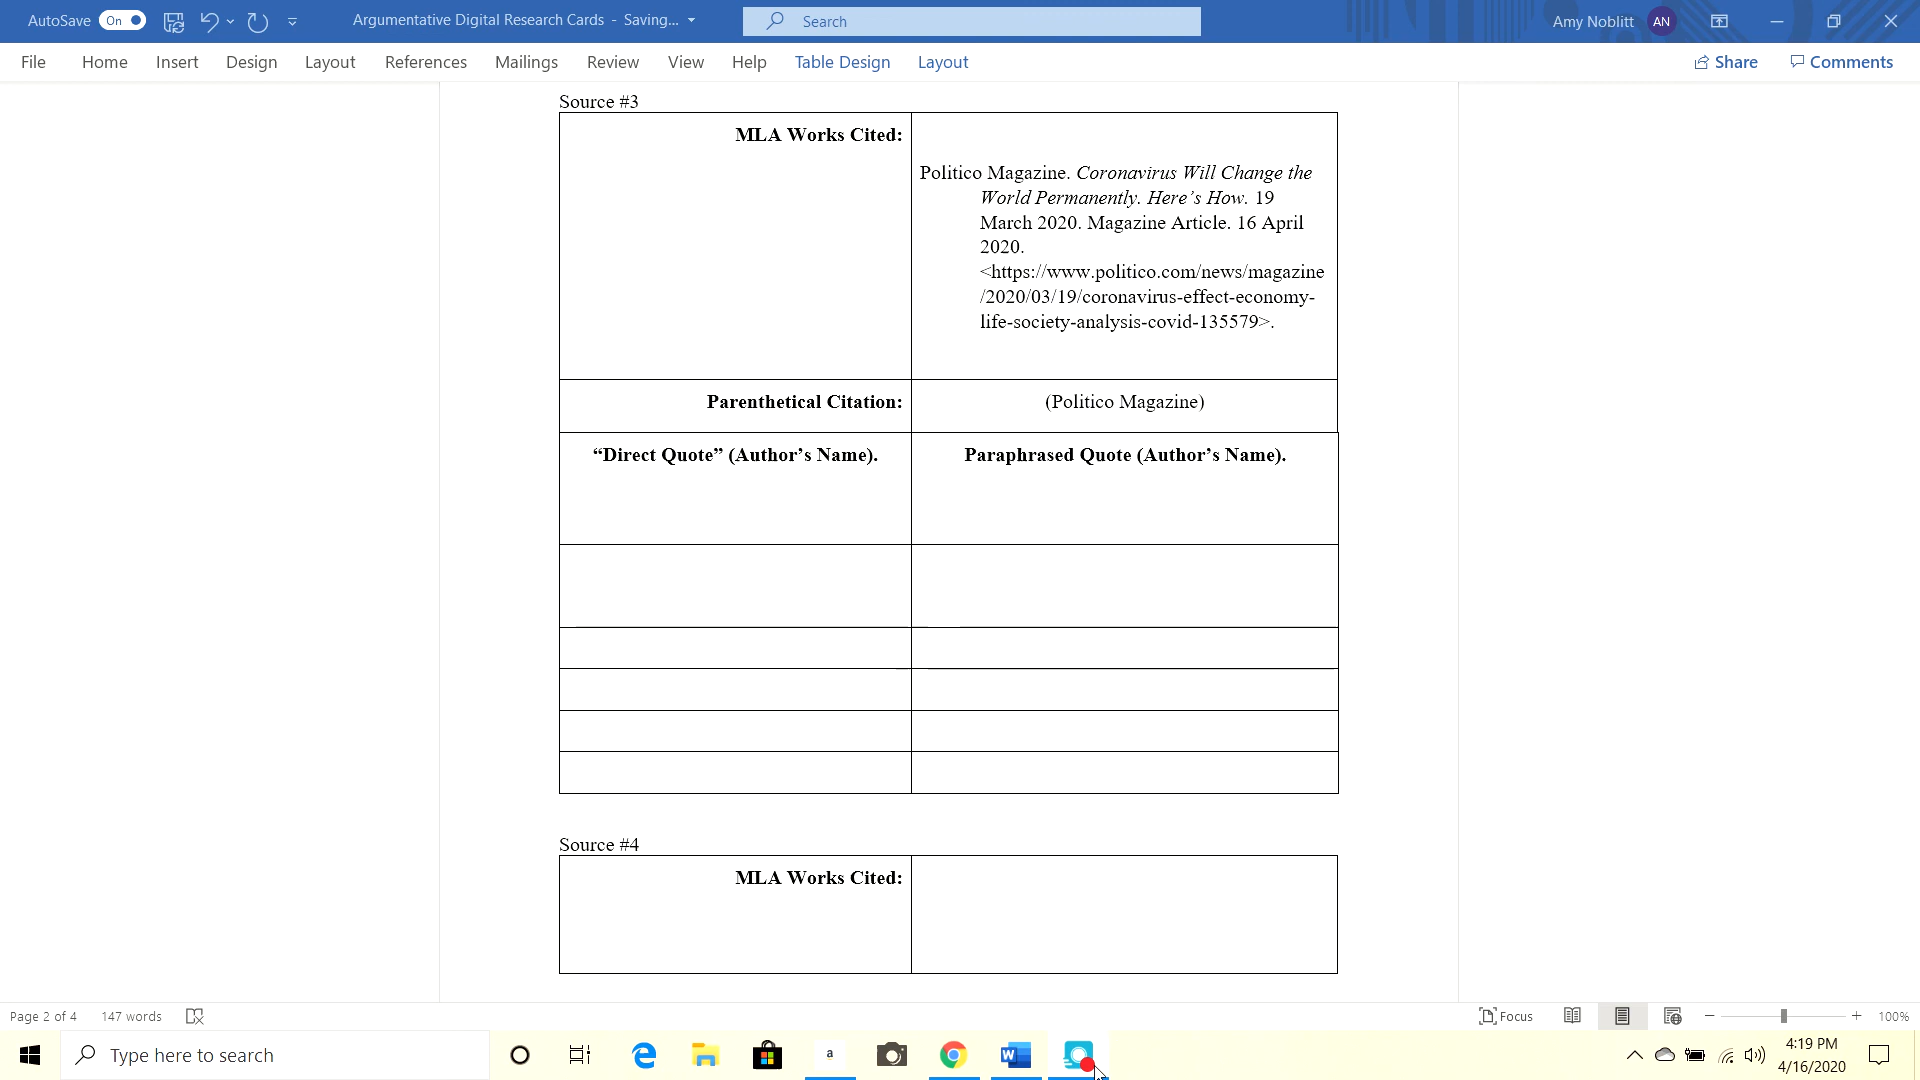 AutoSave On
Argumentative Digital Research Cards - Saving...
Search
Amy Noblitt AN
File Home Insert Design Layout References Mailings Review View Help Table Design Layout
Share Comments
Source #3
MLA Works Cited:
Politico Magazine. Coronavirus Will Change the
World Permanently. Here’s How. 19
March 2020. Magazine Article. 16 April
2020.
<https://www.politico.com/news/magazine
/2020/03/19/coronavirus-effect-economy-
life-society-analysis-covid-135579>.
Parenthetical Citation:
(Politico Magazine)
“Direct Quote” (Author’s Name).
Paraphrased Quote (Author’s Name).
Source #4
MLA Works Cited:
Page 2 of 4 147 words
Focus
100%
Type here to search
a
4:19 PM
4/16/2020